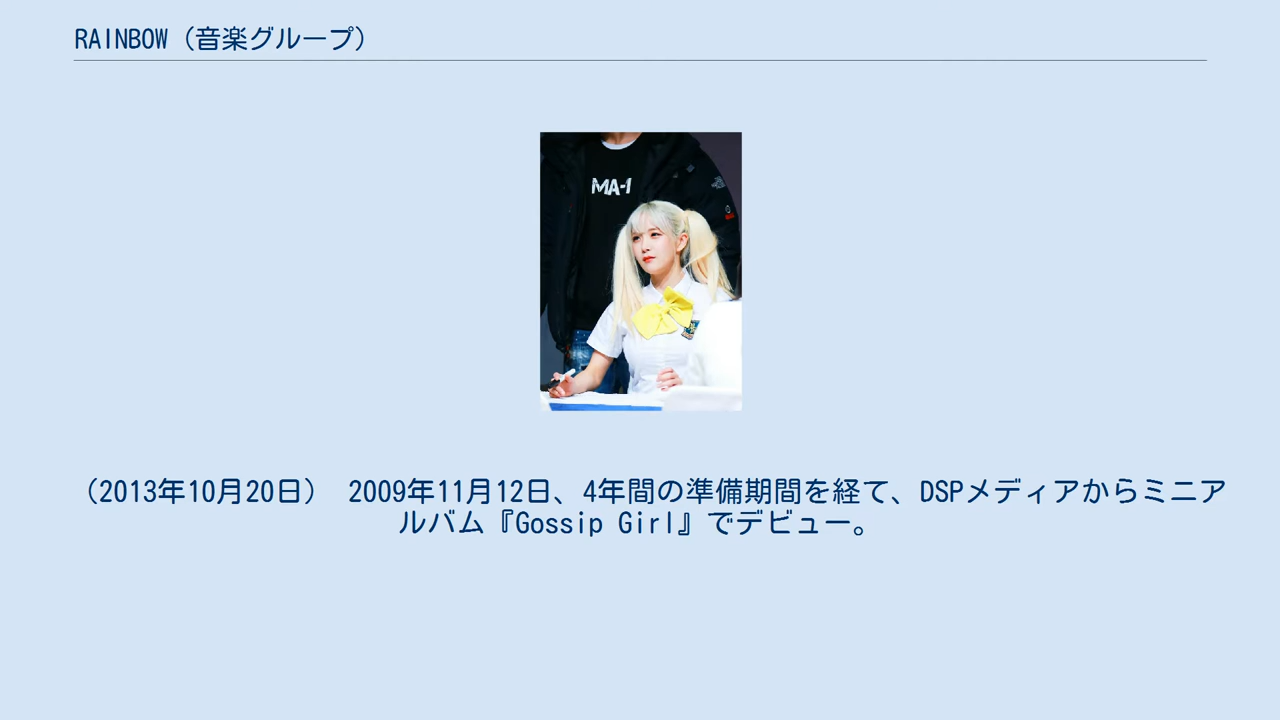 RAINBOW（音楽グループ）
MA-1
（2013年10月20日）　2009年11月12日、4年間の準備期間を経て、DSPメディアからミニア
ルバム『Gossip Girl』でデビュー。